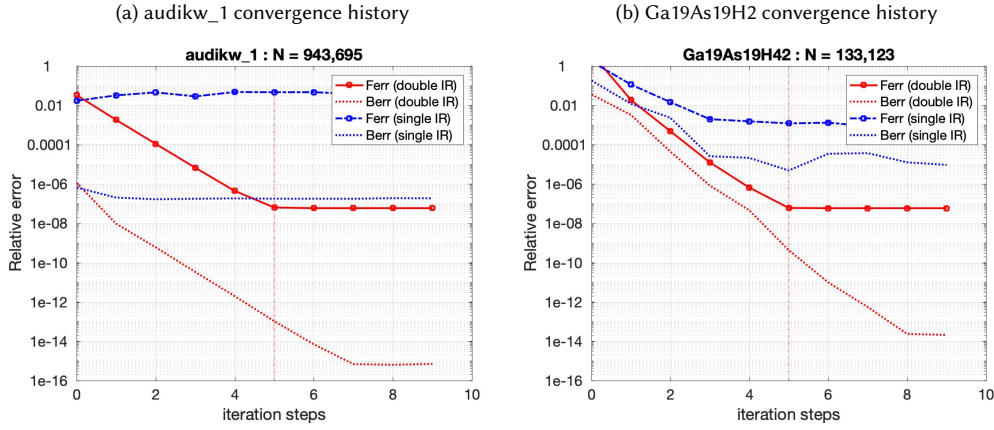 (a) audikw_1 convergence history
audikw_1 : N = 943,695
Relative error
1
0.01
0.0001
1e-06
1e-08
1e-10
1e-12
1e-14
1e-16
Ferr (double IR)
Berr (double IR)
Ferr (single IR)
Berr (single IR)
0 2 4 6 8 10
iteration steps
(b) Ga19As19H2 convergence history
Ga19As19H42 : N = 133,123
Relative error
1
0.01
0.0001
1e-06
1e-08
1e-10
1e-12
1e-14
1e-16
Ferr (double IR)
Berr (double IR)
Ferr (single IR)
Berr (single IR)
0 2 4 6 8 10
iteration steps